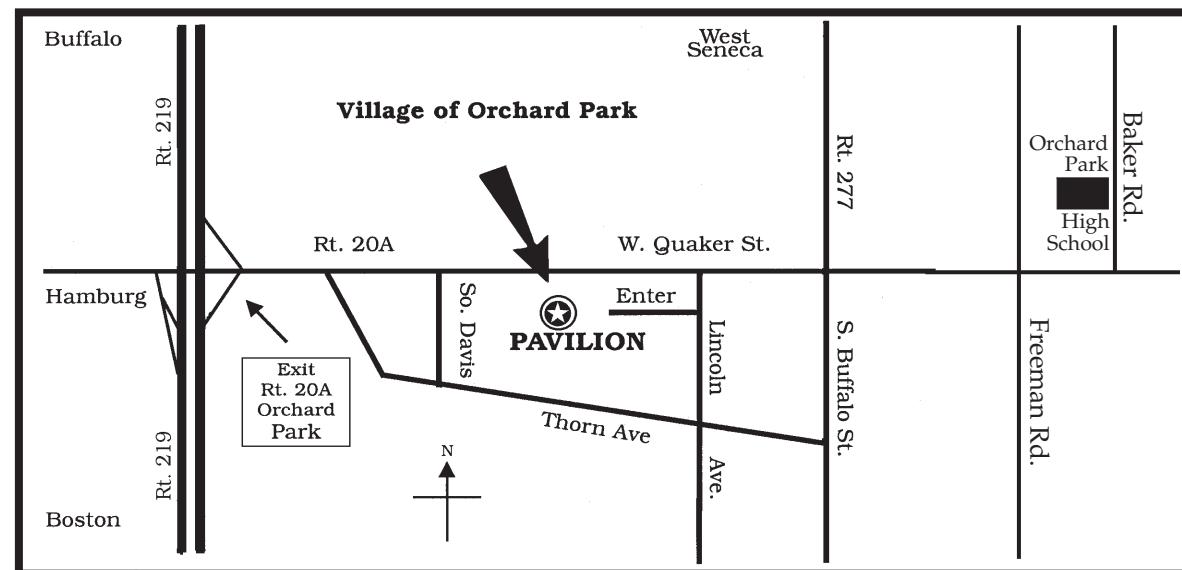 Buffalo
West
Seneca
Village of Orchard Park
Rt. 219
Rt. 277
Orchard
Park
High
School
Baker Rd.
Rt. 20A
W. Quaker St.
Hamburg
So. Davis
Enter
PAVILION
Lincoln
Ave.
S. Buffalo St.
Freeman Rd.
Exit
Rt. 20A
Orchard
Park
Thorn Ave
Rt. 219
N
Boston